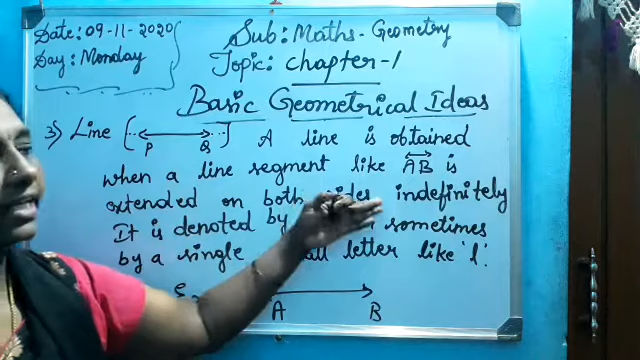 Date: 09-11-2020
Day: Monday
Sub: Maths - Geometry
Topic: chapter-1
Basic Geometrical Ideas
3) Line P Q A line is obtained
when a line segment like AB is
extended on both sides indefinitely
It is denoted by sometimes
by a single letter like 'l'.
A B